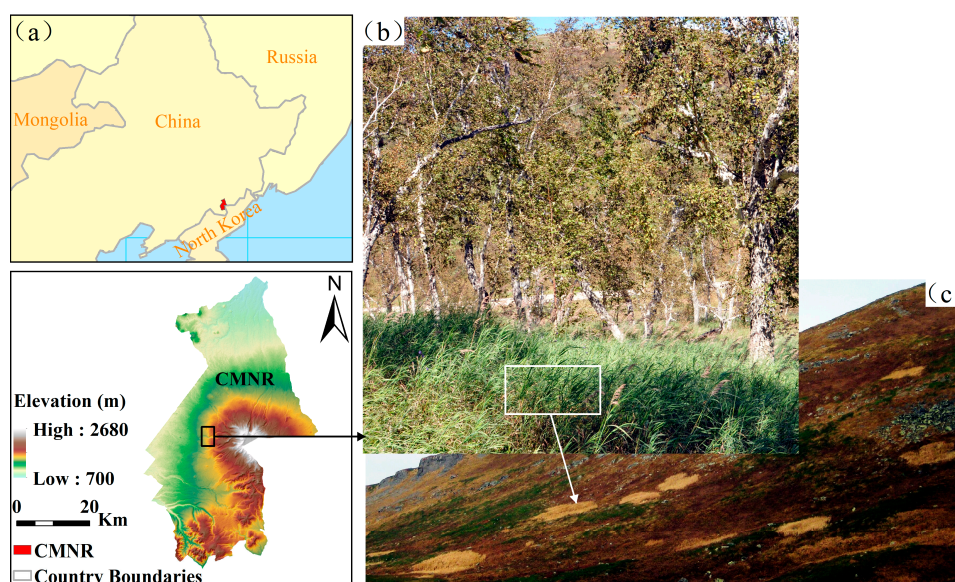 (a)
Russia
Mongolia
China
North Korea
N
CMNR
Elevation (m)
High : 2680
Low : 700
0 20
Km
CMNR
Country Boundaries
(b)
(c